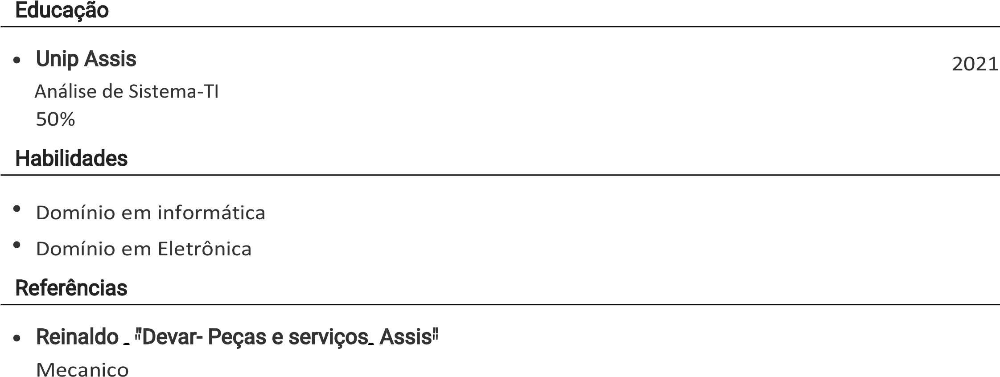 Educação
• Unip Assis 2021
Análise de Sistema-TI
50%
Habilidades
• Domínio em informática
• Domínio em Eletrônica
Referências
• Reinaldo _ "Devar- Peças e serviços_ Assis"
Mecanico